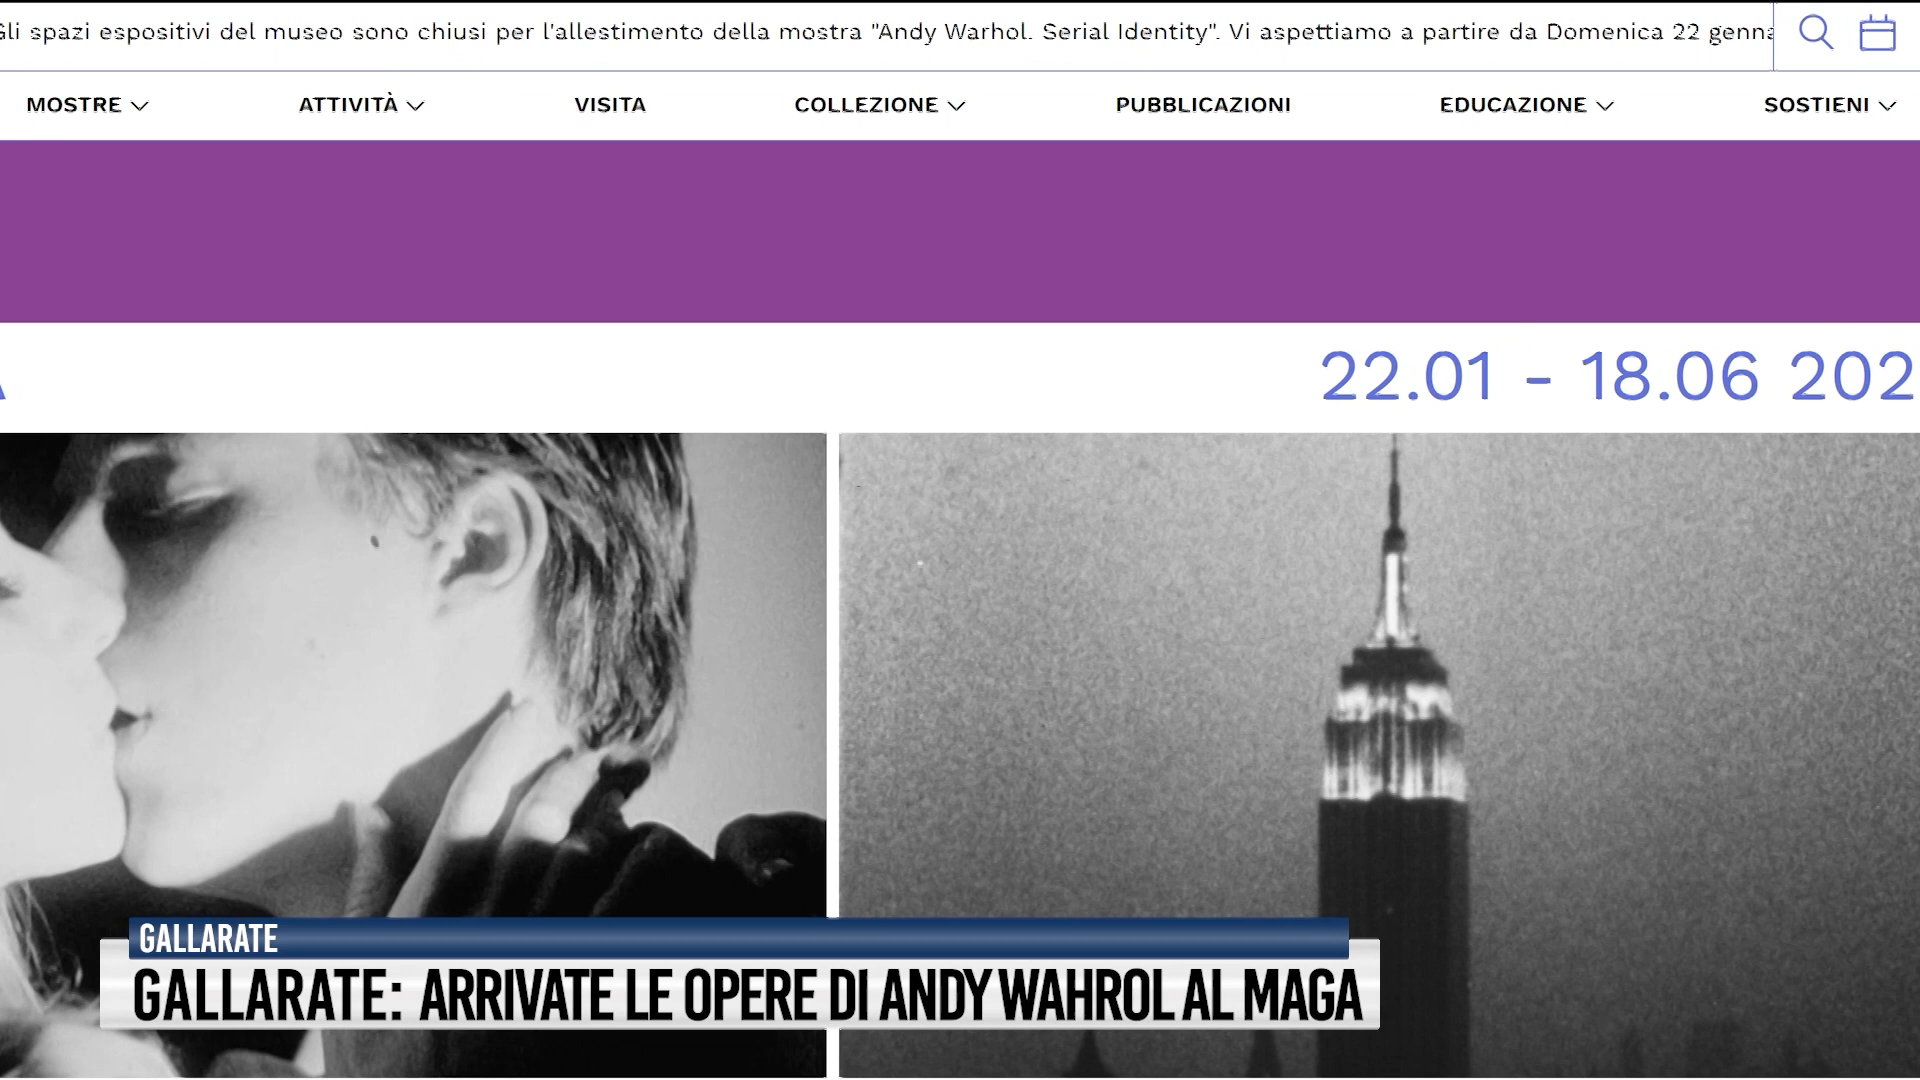 Gli spazi espositivi del museo sono chiusi per l'allestimento della mostra "Andy Warhol. Serial Identity". Vi aspettiamo a partire da Domenica 22 genna
MOSTRE ATTIVITÀ VISITA COLLEZIONE PUBBLICAZIONI EDUCAZIONE SOSTIENI
22.01 - 18.06 202
GALLARATE
GALLARATE: ARRIVATE LE OPERE DI ANDY WAHROL AL MAGA